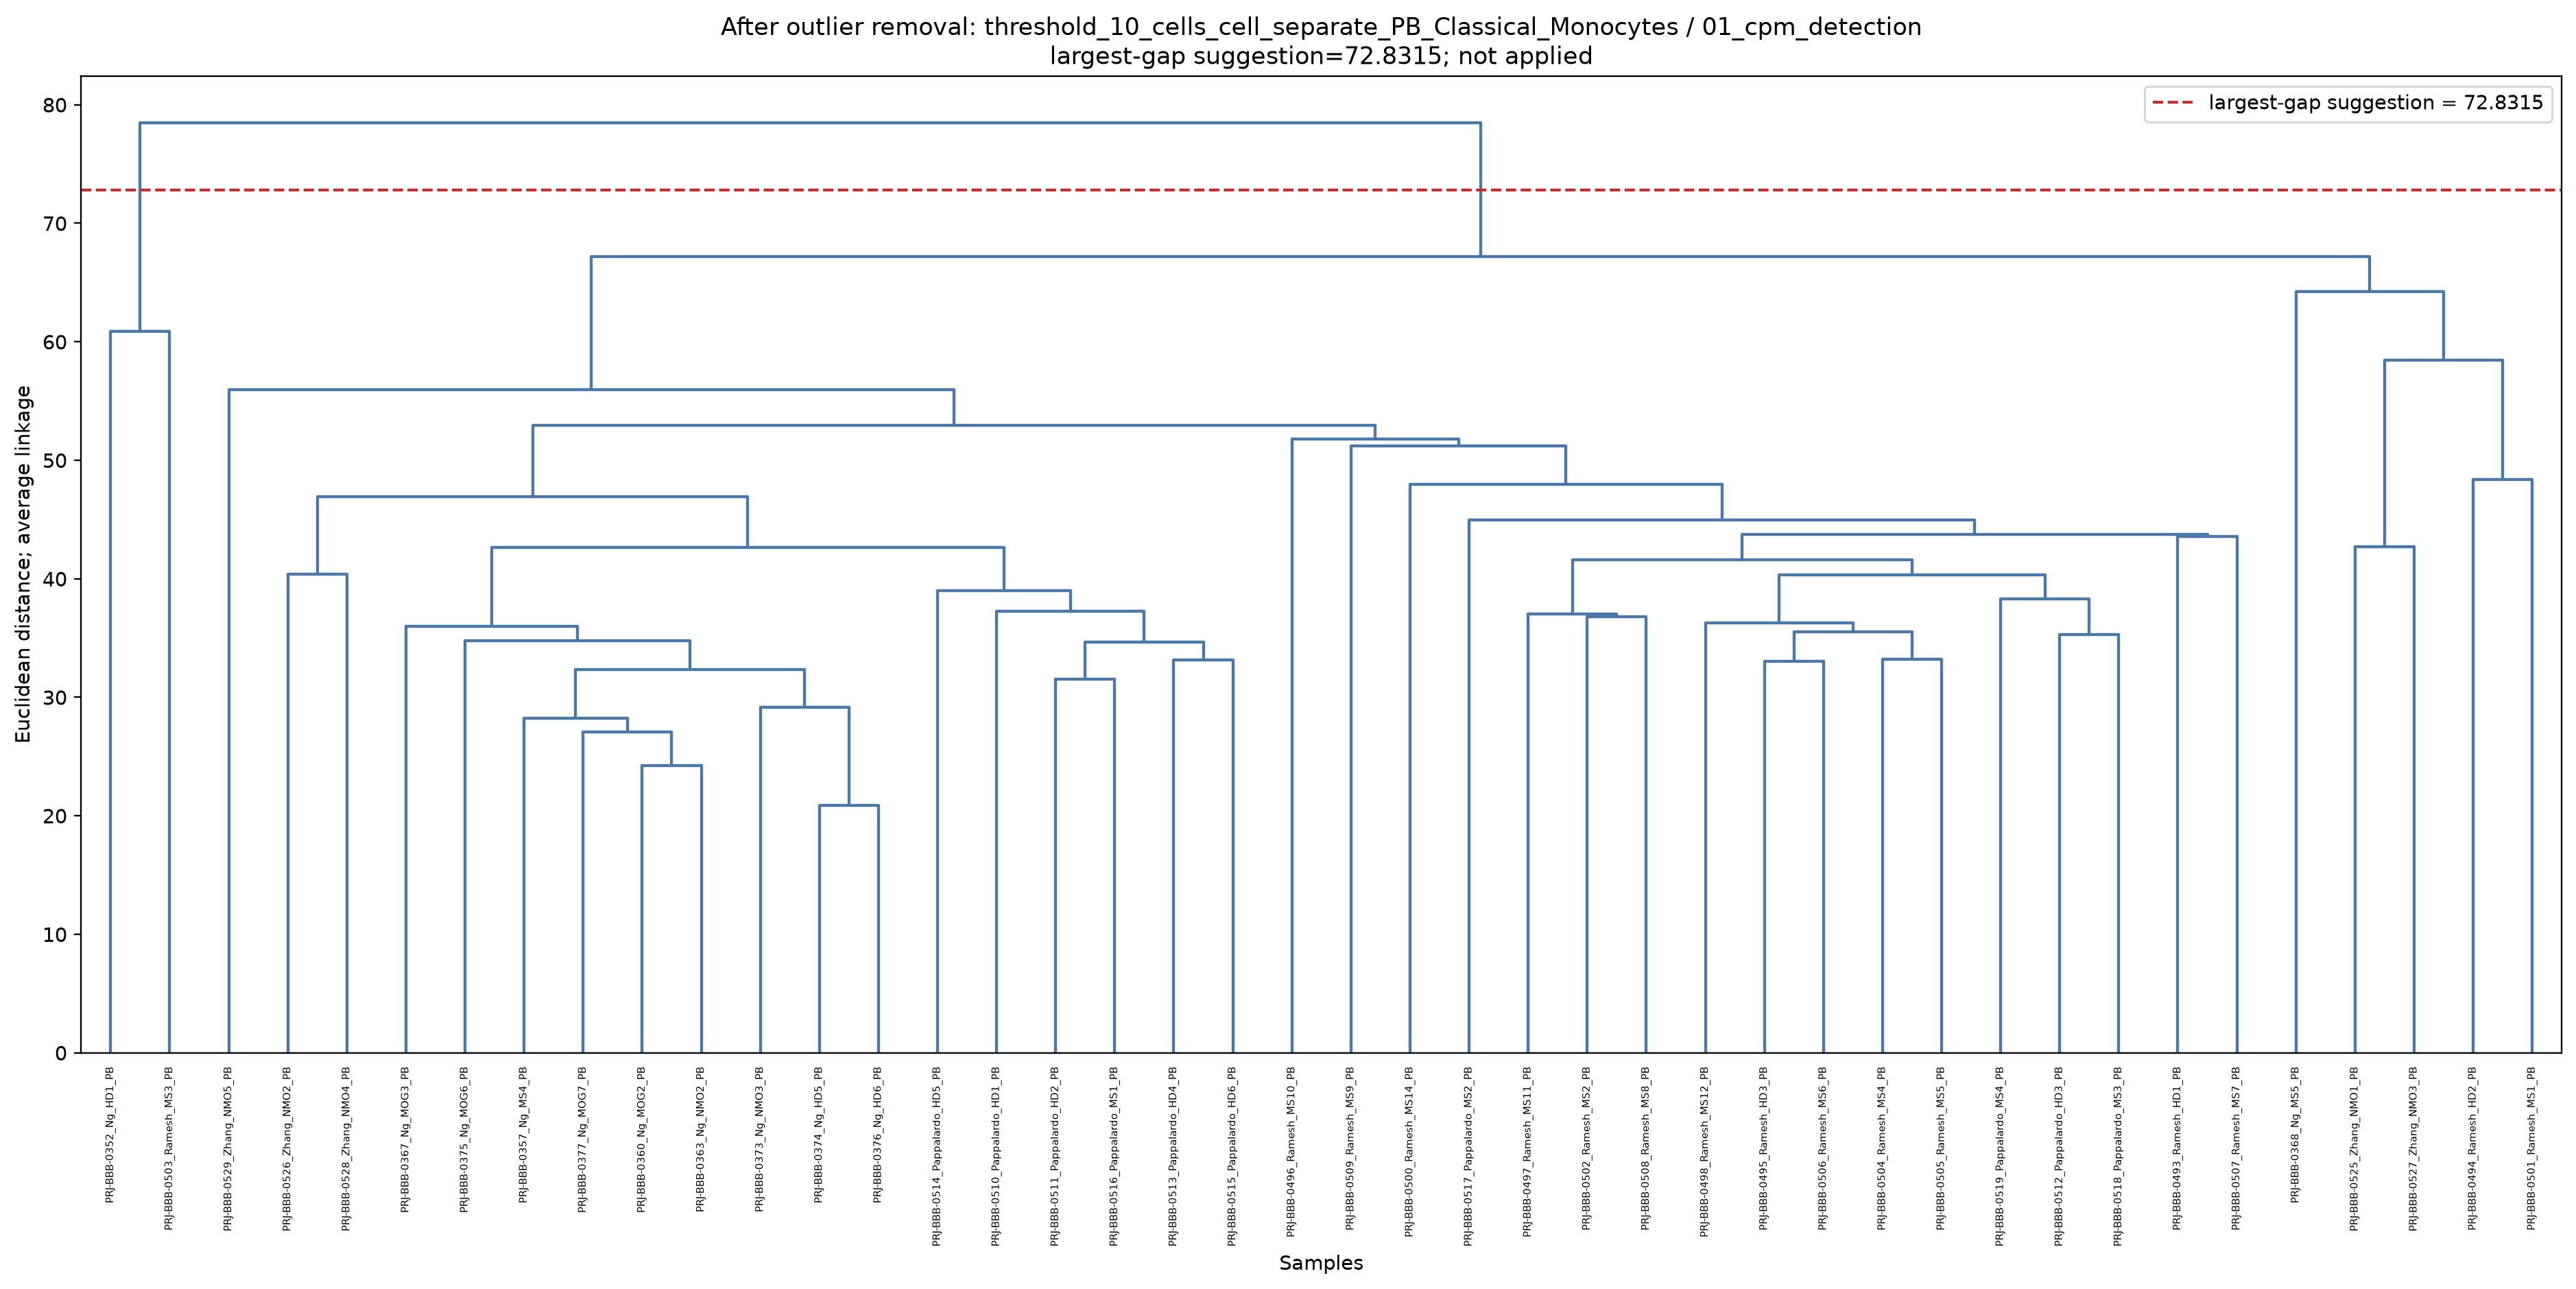 After outlier removal: threshold_10_cells_cell_separate_PB_Classical_Monocytes / 01_cpm_detection
largest-gap suggestion=72.8315; not applied
largest-gap suggestion = 72.8315
Euclidean distance; average linkage
80
70
60
50
40
30
20
10
0
PRJ-BBB-0352_Ng_HD1_PB
PRJ-BBB-0503_Ramesh_MS3_PB
PRJ-BBB-0529_Zhang_NMO5_PB
PRJ-BBB-0526_Zhang_NMO2_PB
PRJ-BBB-0528_Zhang_NMO4_PB
PRJ-BBB-0367_Ng_MOG3_PB
PRJ-BBB-0375_Ng_MOG6_PB
PRJ-BBB-0357_Ng_MS4_PB
PRJ-BBB-0377_Ng_MOG7_PB
PRJ-BBB-0360_Ng_MOG2_PB
PRJ-BBB-0363_Ng_NMO2_PB
PRJ-BBB-0373_Ng_NMO3_PB
PRJ-BBB-0374_Ng_HD5_PB
PRJ-BBB-0376_Ng_HD6_PB
PRJ-BBB-0514_Pappalardo_HD5_PB
PRJ-BBB-0510_Pappalardo_HD1_PB
PRJ-BBB-0511_Pappalardo_HD2_PB
PRJ-BBB-0516_Pappalardo_MS1_PB
PRJ-BBB-0513_Pappalardo_HD4_PB
PRJ-BBB-0515_Pappalardo_HD6_PB
PRJ-BBB-0496_Ramesh_MS10_PB
PRJ-BBB-0509_Ramesh_MS9_PB
PRJ-BBB-0500_Ramesh_MS14_PB
PRJ-BBB-0517_Pappalardo_MS2_PB
PRJ-BBB-0497_Ramesh_MS11_PB
PRJ-BBB-0502_Ramesh_MS2_PB
PRJ-BBB-0508_Ramesh_MS8_PB
PRJ-BBB-0498_Ramesh_MS12_PB
PRJ-BBB-0495_Ramesh_HD3_PB
PRJ-BBB-0506_Ramesh_MS6_PB
PRJ-BBB-0504_Ramesh_MS4_PB
PRJ-BBB-0505_Ramesh_MS5_PB
PRJ-BBB-0519_Pappalardo_MS4_PB
PRJ-BBB-0512_Pappalardo_HD3_PB
PRJ-BBB-0518_Pappalardo_MS3_PB
PRJ-BBB-0493_Ramesh_HD1_PB
PRJ-BBB-0507_Ramesh_MS7_PB
PRJ-BBB-0368_Ng_MS5_PB
PRJ-BBB-0525_Zhang_NMO1_PB
PRJ-BBB-0527_Zhang_NMO3_PB
PRJ-BBB-0494_Ramesh_HD2_PB
PRJ-BBB-0501_Ramesh_MS1_PB
Samples